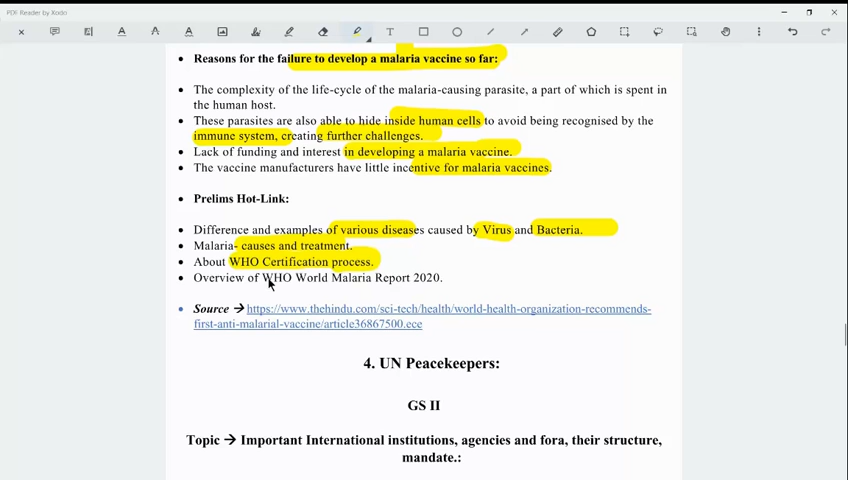 PDF Reader by Xodo
Reasons for the failure to develop a malaria vaccine so far:
The complexity of the life-cycle of the malaria-causing parasite, a part of which is spent in
the human host.
These parasites are also able to hide inside human cells to avoid being recognised by the
immune system, creating further challenges.
Lack of funding and interest in developing a malaria vaccine.
The vaccine manufacturers have little incentive for malaria vaccines.
Prelims Hot-Link:
Difference and examples of various diseases caused by Virus and Bacteria.
Malaria- causes and treatment.
About WHO Certification process.
Overview of WHO World Malaria Report 2020.
Source → https://www.thehindu.com/sci-tech/health/world-health-organization-recommends-
first-anti-malarial-vaccine/article36867500.ece
4. UN Peacekeepers:
GS II
Topic → Important International institutions, agencies and fora, their structure,
mandate.: